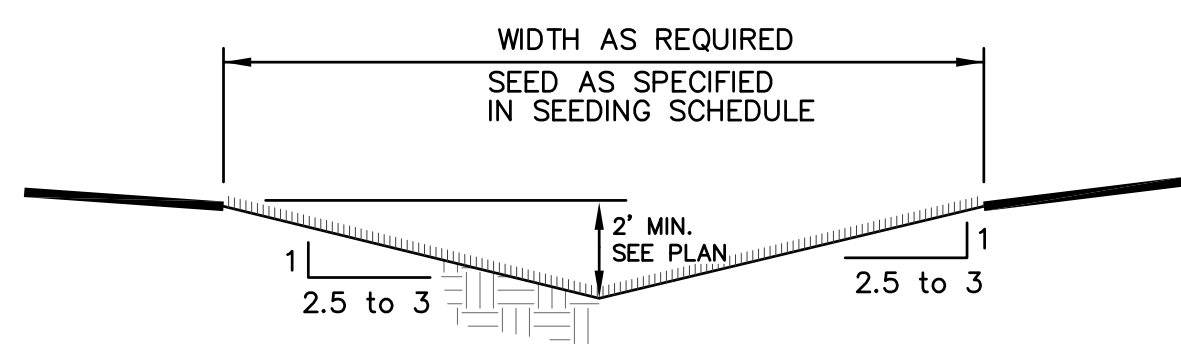 WIDTH AS REQUIRED
SEED AS SPECIFIED
IN SEEDING SCHEDULE
2' MIN.
SEE PLAN
1
2.5 to 3
1
2.5 to 3